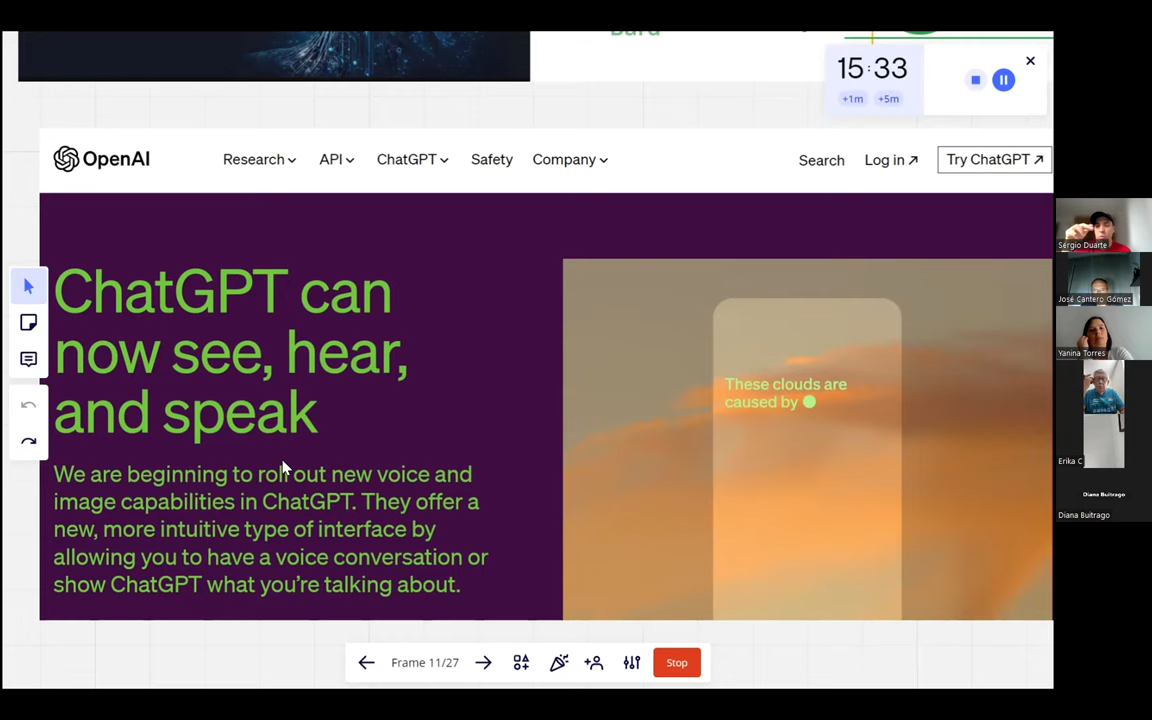 Bard
15:33
+1m +5m
OpenAI
Research API ChatGPT Safety Company Search Log in Try ChatGPT
ChatGPT can
now see, hear,
and speak
We are beginning to roll out new voice and
image capabilities in ChatGPT. They offer a
new, more intuitive type of interface by
allowing you to have a voice conversation or
show ChatGPT what you're talking about.
These clouds are
caused by
Sérgio Duarte
José Cantero Gómez
Yanina Torres
Erika C
Diana Buitrago
Diana Buitrago
Frame 11/27
Stop